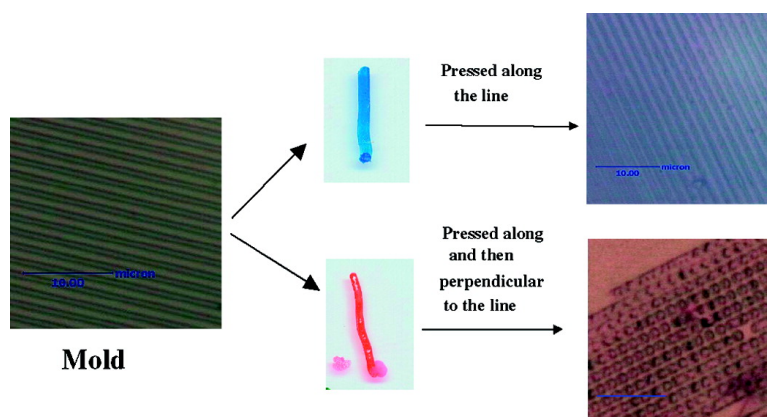 Mold
10.00
micron
Pressed along
the line
10.00
micron
Pressed along
and then
perpendicular
to the line